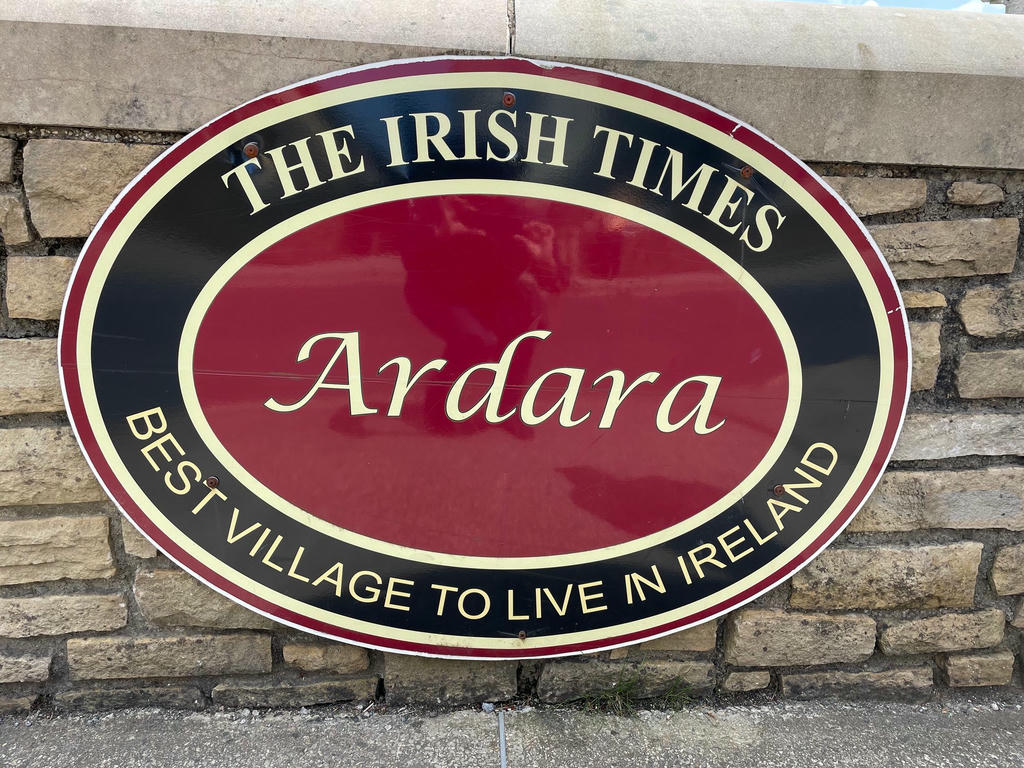 THE IRISH TIMES
Ardara
BEST VILLAGE TO LIVE IN IRELAND